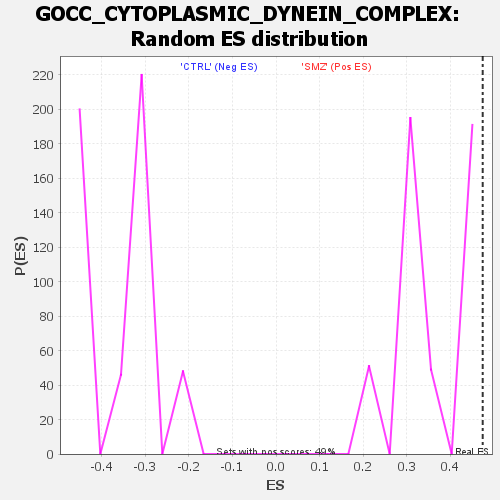 GOCC_CYTOPLASMIC_DYNEIN_COMPLEX:
Random ES distribution
'CTRL' (Neg ES) 'SMZ' (Pos ES)
P(ES)
220
200
180
160
140
120
100
80
60
40
20
0
Sets with pos scores: 49%
Real ES
-0.4 -0.3 -0.2 -0.1 0.0 0.1 0.2 0.3 0.4
ES